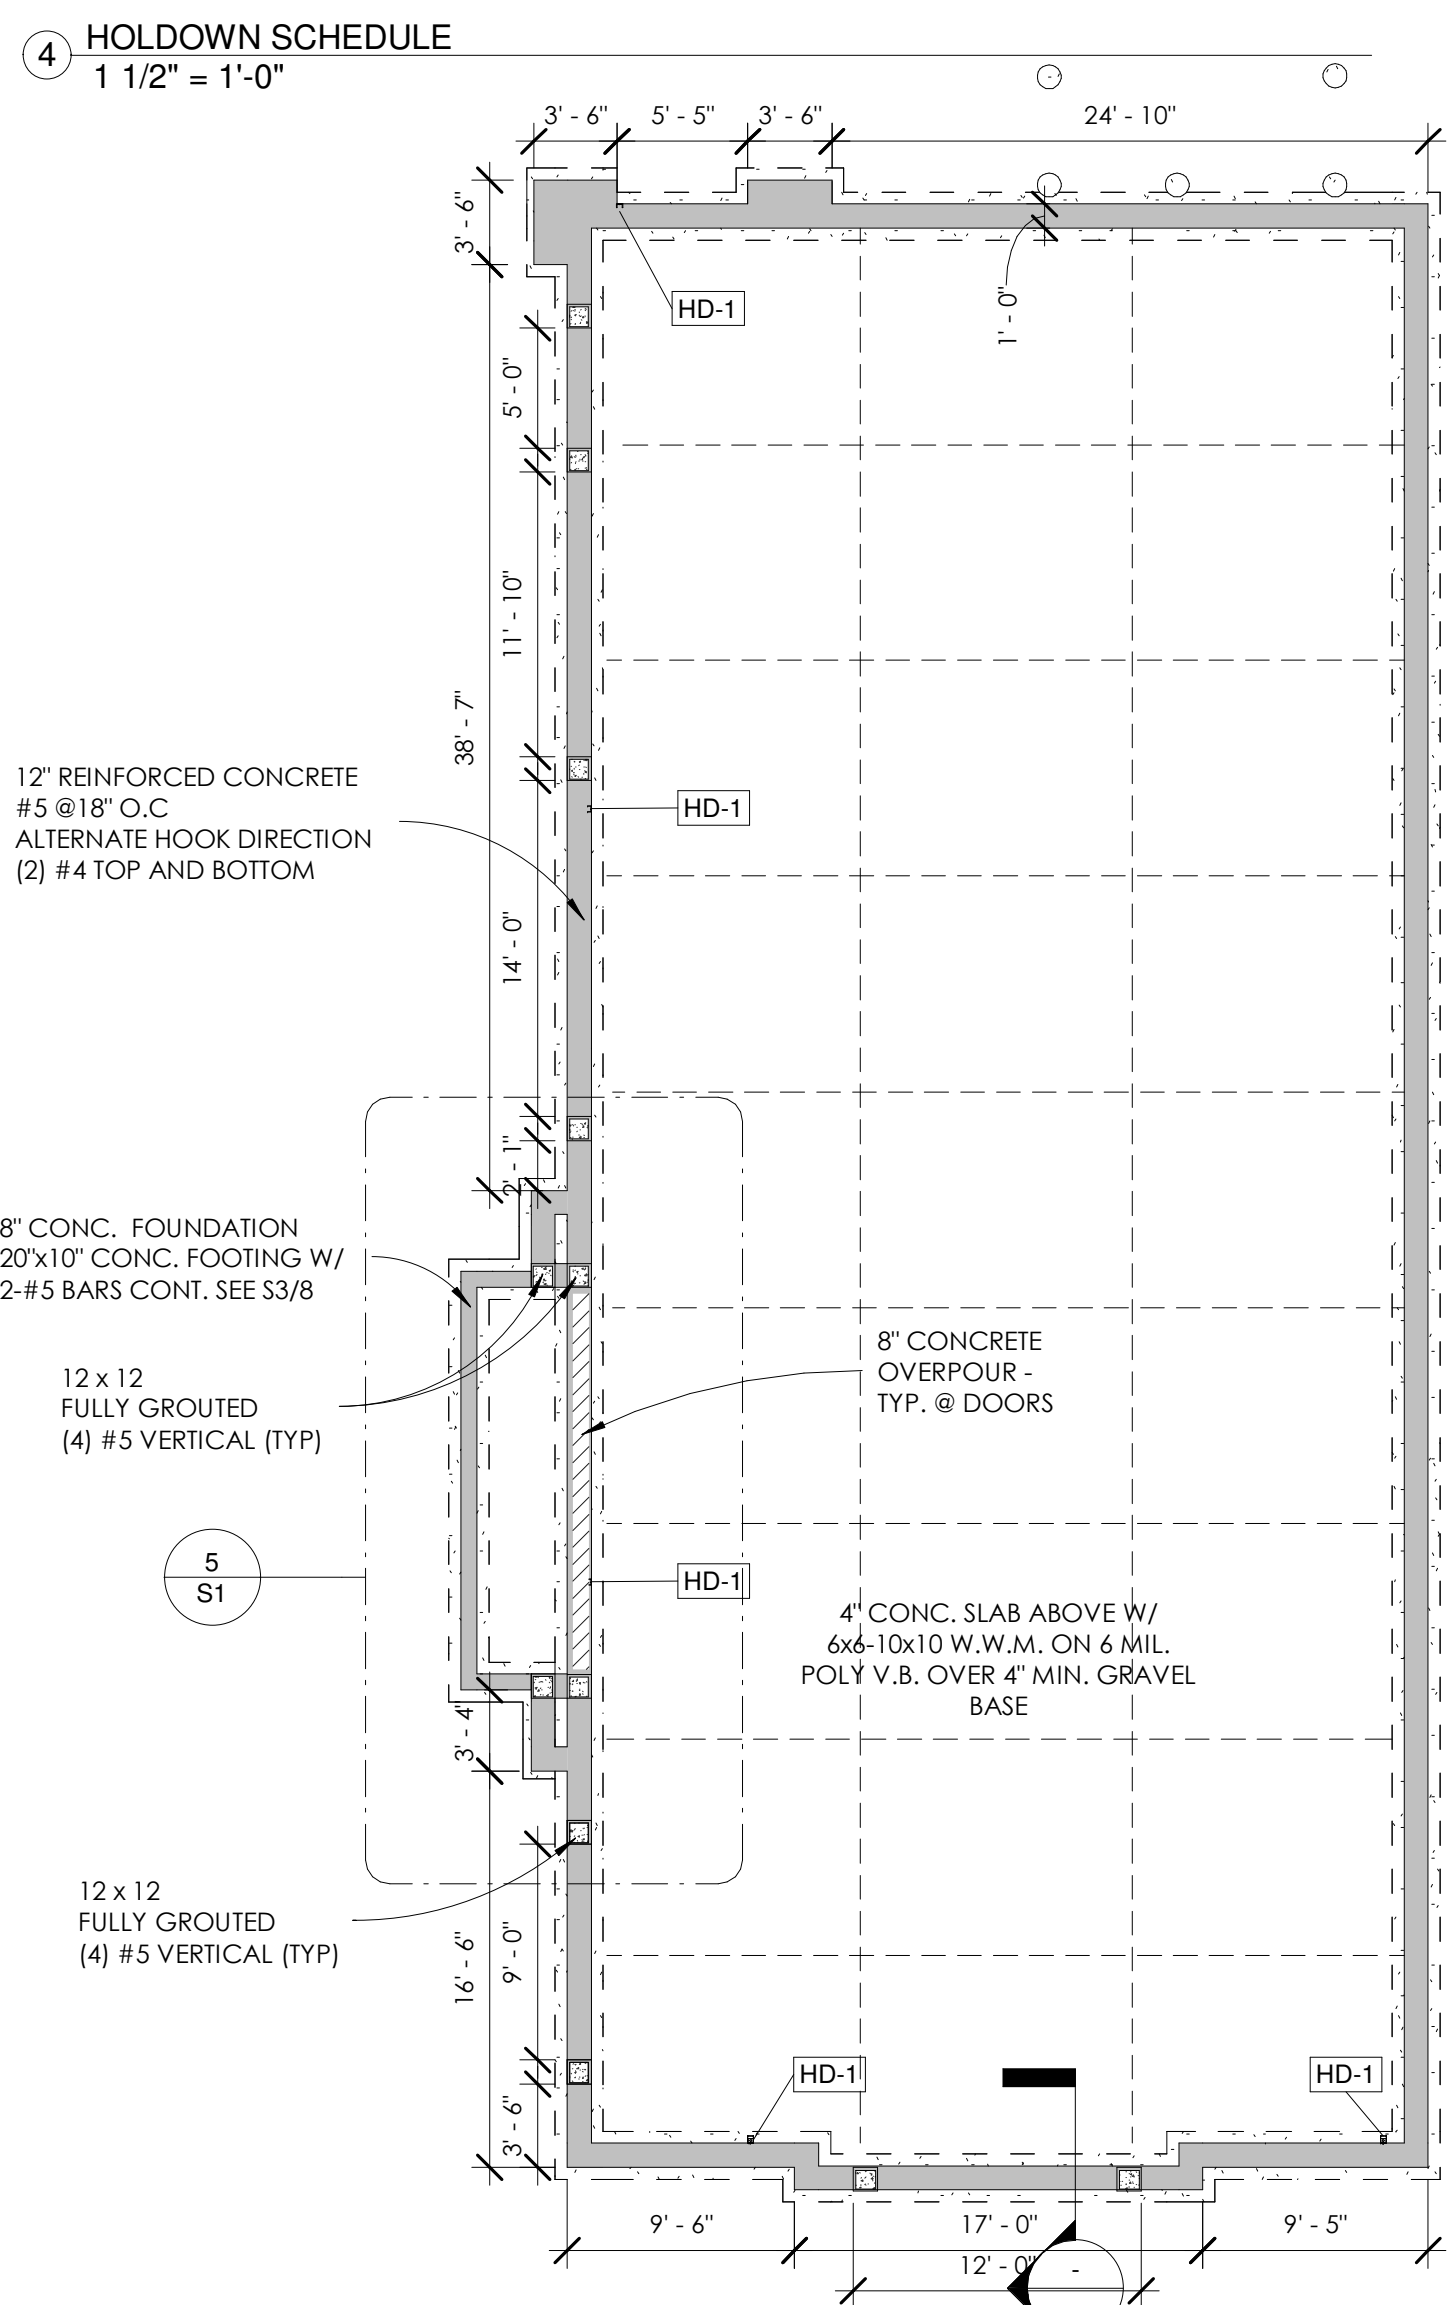 4
HOLDOWN SCHEDULE
1 1/2" = 1'-0"
-
3' - 6"
5' - 5"
3' - 6"
24' - 10"
3' - 6"
HD-1
1' - 0"
5' - 0"
11' - 10"
38' - 7"
12" REINFORCED CONCRETE
#5 @18" O.C
ALTERNATE HOOK DIRECTION
(2) #4 TOP AND BOTTOM
HD-1
14' - 0"
2' - 1"
8" CONC. FOUNDATION
20"x10" CONC. FOOTING W/
2-#5 BARS CONT. SEE S3/8
12 x 12
FULLY GROUTED
(4) #5 VERTICAL (TYP)
8" CONCRETE
OVERPOUR -
TYP. @ DOORS
5
S1
HD-1
4" CONC. SLAB ABOVE W/
6x6-10x10 W.W.M. ON 6 MIL.
POLY V.B. OVER 4" MIN. GRAVEL
BASE
3' - 4"
12 x 12
FULLY GROUTED
(4) #5 VERTICAL (TYP)
16' - 6"
9' - 0"
3' - 6"
HD-1
HD-1
9' - 6"
17' - 0"
9' - 5"
12' - 0"
-